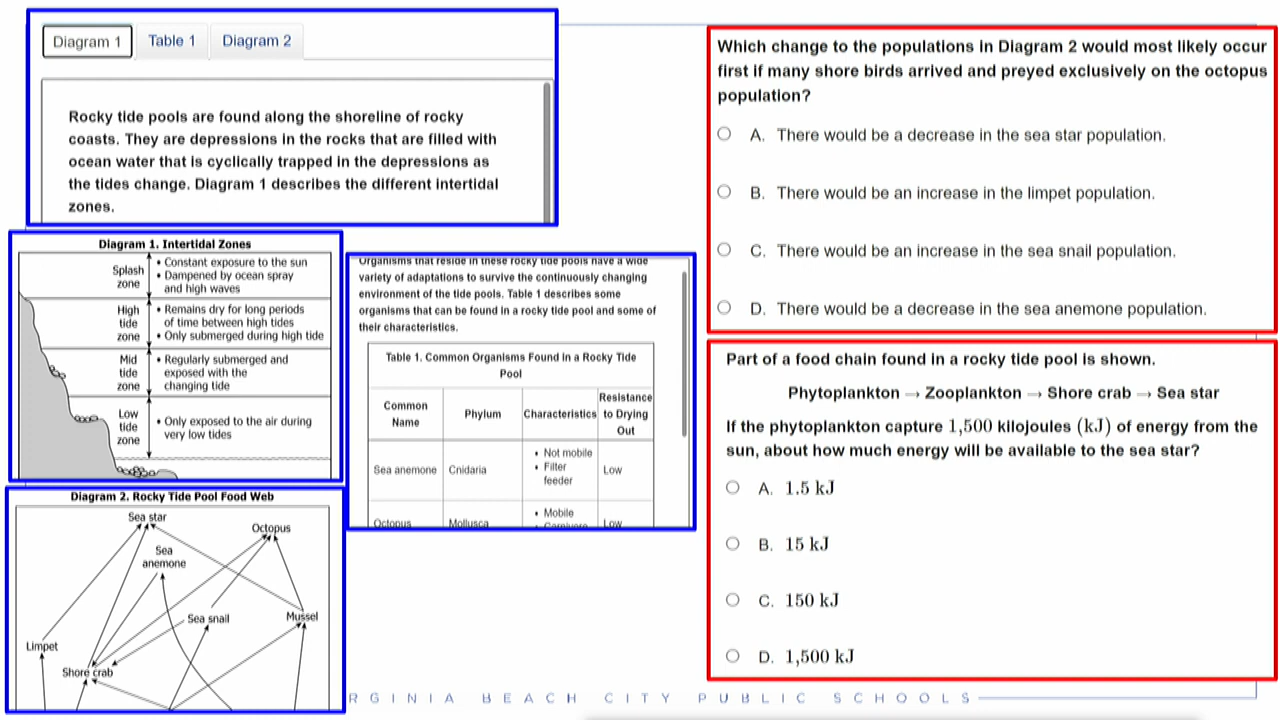 Diagram 1
Table 1
Diagram 2
Rocky tide pools are found along the shoreline of rocky
coasts. They are depressions in the rocks that are filled with
ocean water that is cyclically trapped in the depressions as
the tides change. Diagram 1 describes the different intertidal
zones.
Diagram 1. Intertidal Zones
Splash
zone
• Constant exposure to the sun
• Dampened by ocean spray
and high waves
High
tide
zone
• Remains dry for long periods
of time between high tides
• Only submerged during high tide
Mid
tide
zone
• Regularly submerged and
exposed with the
changing tide
Low
tide
zone
• Only exposed to the air during
very low tides
Organisms that reside in these rocky tide pools have a wide
variety of adaptations to survive the continuously changing
environment of the tide pools. Table 1 describes some
organisms that can be found in a rocky tide pool and some of
their characteristics.
Table 1. Common Organisms Found in a Rocky Tide
Pool
Common
Name
Phylum
Characteristics
Resistance
to Drying
Out
Sea anemone
Cnidaria
• Not mobile
• Filter
feeder
Low
Octopus
Mollusca
• Mobile
• Carnivore
Low
Diagram 2. Rocky Tide Pool Food Web
Sea star
Octopus
Sea
anemone
Sea snail
Mussel
Limpet
Shore crab
Which change to the populations in Diagram 2 would most likely occur
first if many shore birds arrived and preyed exclusively on the octopus
population?
A. There would be a decrease in the sea star population.
B. There would be an increase in the limpet population.
C. There would be an increase in the sea snail population.
D. There would be a decrease in the sea anemone population.
Part of a food chain found in a rocky tide pool is shown.
Phytoplankton → Zooplankton → Shore crab → Sea star
If the phytoplankton capture 1,500 kilojoules (kJ) of energy from the
sun, about how much energy will be available to the sea star?
A. 1.5 kJ
B. 15 kJ
C. 150 kJ
D. 1,500 kJ
RGINIA BEACH CITY PUBLIC SCHOOLS